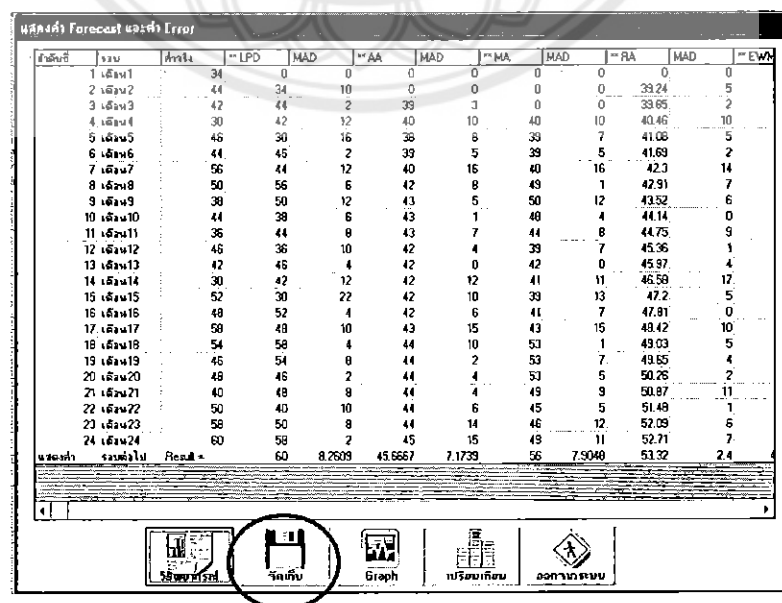 แสดงค่า Forecast และค่า Error
ลำดับที่ รอบ ค่าจริง ** LPD MAD ** AA MAD ** MA MAD ** RA MAD ** EWM
1 เดือน1 34 0 0 0 0 0 0 0 0
2 เดือน2 44 34 10 0 0 0 0 39.24 5
3 เดือน3 42 44 2 39 3 0 0 39.85 2
4 เดือน4 30 42 12 40 10 40 10 40.46 10
5 เดือน5 46 30 16 38 8 39 7 41.08 5
6 เดือน6 44 46 2 39 5 39 5 41.69 2
7 เดือน7 56 44 12 40 16 40 16 42.3 14
8 เดือน8 50 56 6 42 8 49 1 42.91 7
9 เดือน9 38 50 12 43 5 50 12 43.52 6
10 เดือน10 44 38 6 43 1 48 4 44.14 0
11 เดือน11 36 44 8 43 7 44 8 44.75 9
12 เดือน12 46 36 10 42 4 39 7 45.36 1
13 เดือน13 42 46 4 42 0 42 0 45.97 4
14 เดือน14 30 42 12 42 12 41 11 46.58 17
15 เดือน15 52 30 22 42 10 39 13 47.2 5
16 เดือน16 48 52 4 42 6 41 7 47.81 0
17 เดือน17 58 48 10 43 15 43 15 48.42 10
18 เดือน18 54 58 4 44 10 53 1 49.03 5
19 เดือน19 46 54 8 44 2 53 7 49.65 4
20 เดือน20 48 46 2 44 4 53 5 50.26 2
21 เดือน21 40 48 8 44 4 49 9 50.87 11
22 เดือน22 50 40 10 44 6 45 5 51.48 1
23 เดือน23 58 50 8 44 14 46 12 52.09 6
24 เดือน24 60 58 2 45 15 49 11 52.71 7
แสดงค่า รอบต่อไป Result = 60 8.2609 45.6667 7.1739 56 7.9048 53.32 2.4
วิธีพยากรณ์ จัดเก็บ Graph เปรียบเทียบ ออกจากระบบ